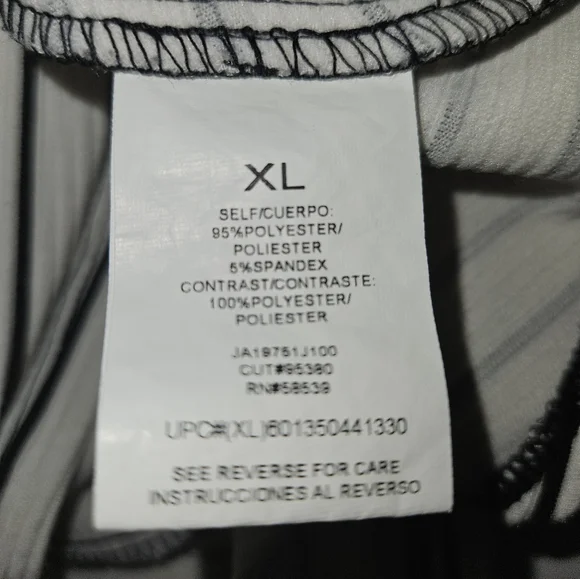 XL
SELF/CUERPO:
95%POLYESTER/
POLIESTER
5%SPANDEX
CONTRAST/CONTRASTE:
100%POLYESTER/
POLIESTER
JA19751J100
CUT#95380
RN#58539
UPC#(XL)601350441330
SEE REVERSE FOR CARE
INSTRUCCIONES AL REVERSO